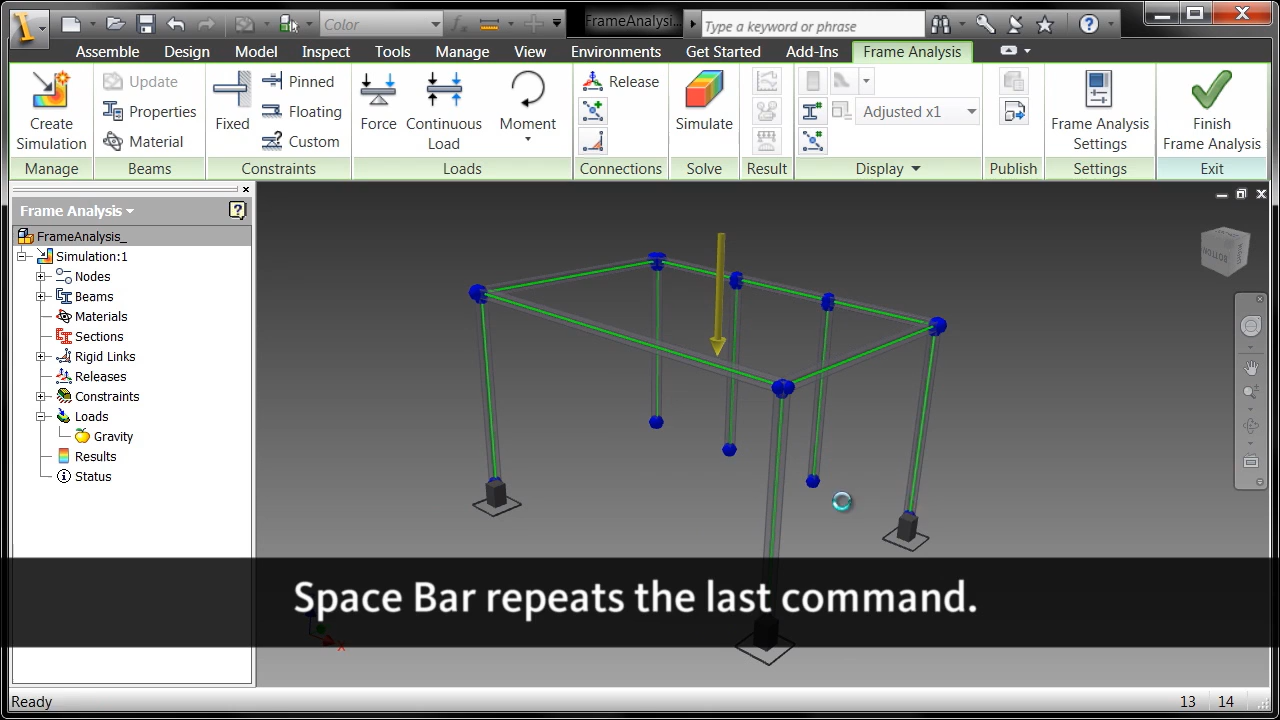 Color
FrameAnalysi...
Type a keyword or phrase
Assemble
Design
Model
Inspect
Tools
Manage
View
Environments
Get Started
Add-Ins
Frame Analysis
Create
Simulation
Manage
Update
Properties
Material
Beams
Fixed
Pinned
Floating
Custom
Constraints
Force
Continuous
Load
Moment
Loads
Release
Connections
Simulate
Solve
Result
Adjusted x1
Display
Publish
Frame Analysis
Settings
Settings
Finish
Frame Analysis
Exit
Frame Analysis
FrameAnalysis_
Simulation:1
Nodes
Beams
Materials
Sections
Rigid Links
Releases
Constraints
Loads
Gravity
Results
Status
BOTTOM
Space Bar repeats the last command.
x
Ready
13
14